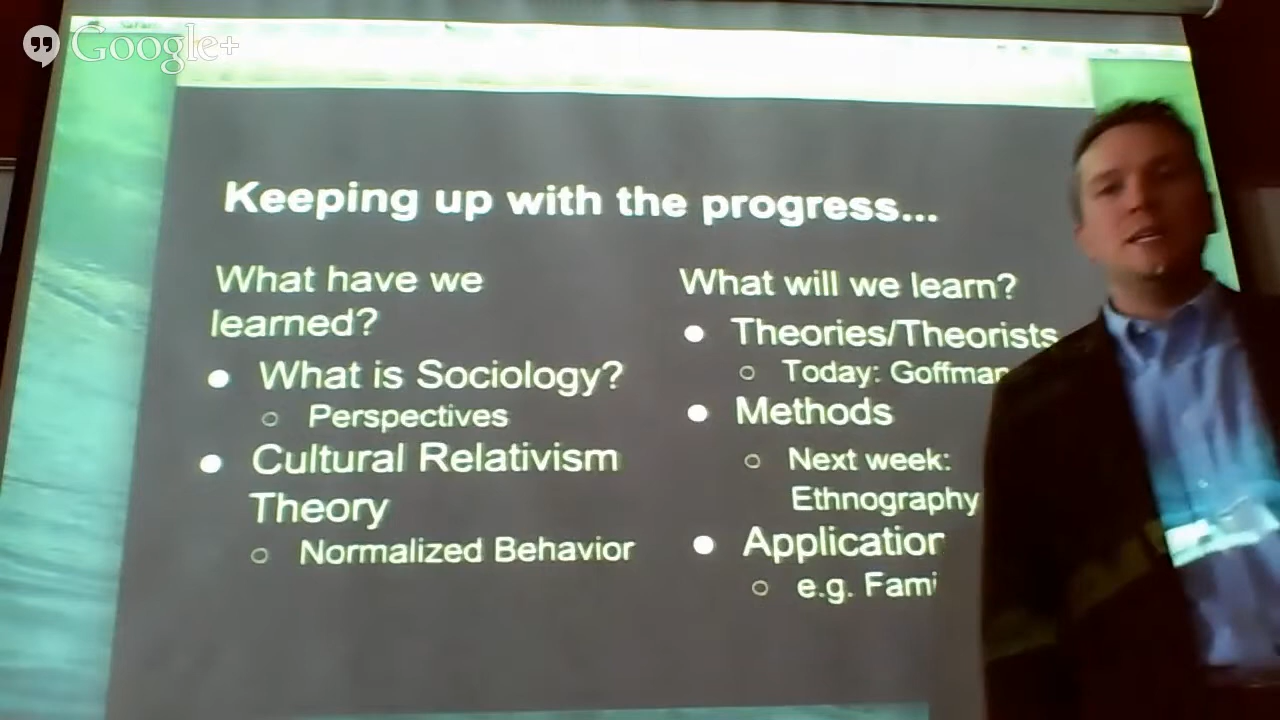 Google+
Keeping up with the progress...
What have we
learned?
What is Sociology?
Perspectives
Cultural Relativism
Theory
Normalized Behavior
What will we learn?
Theories/Theorists
Today: Goffman
Methods
Next week:
Ethnography
Application
e.g. Fami